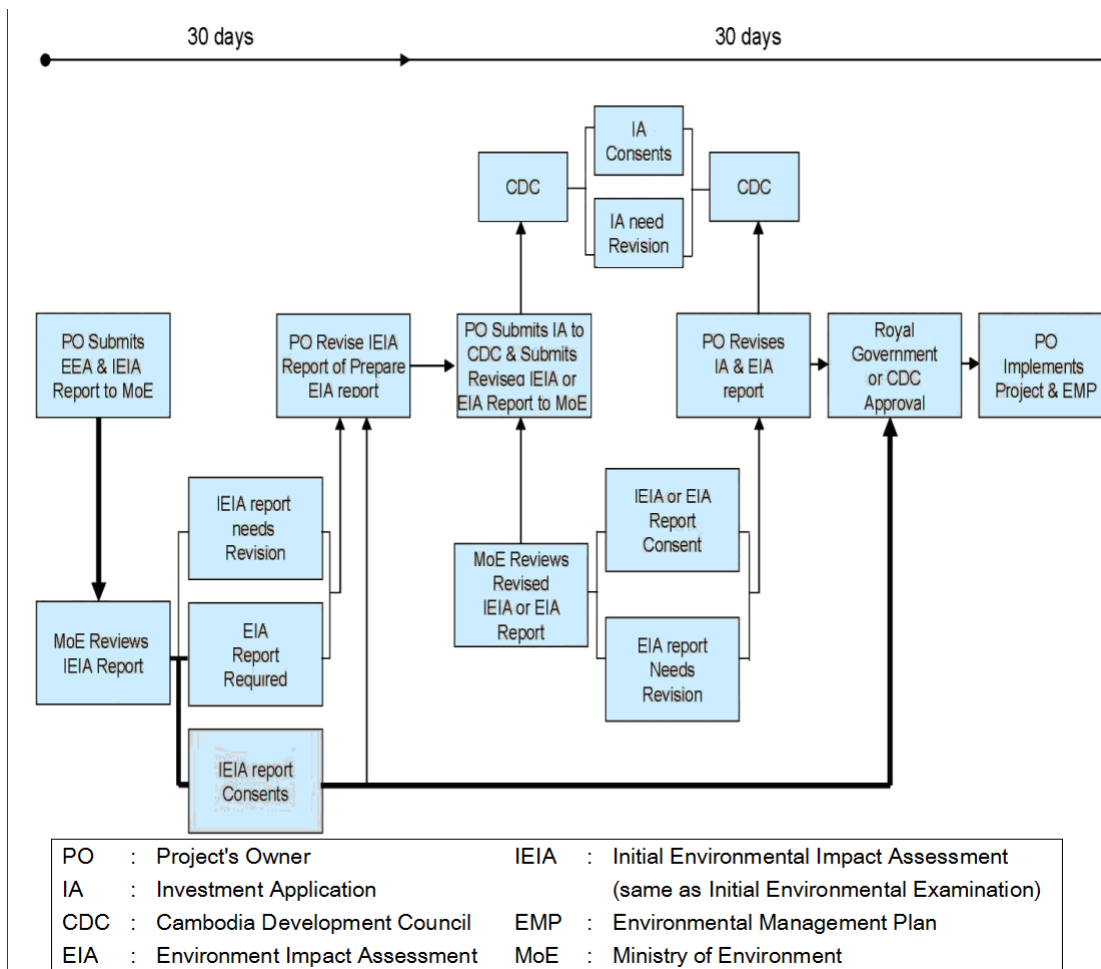 30 days
30 days
IA
Consents
CDC
CDC
IA need
Revision
PO Submits
EEA & IEIA
Report to MoE
PO Revise IEIA
Report of Prepare
EIA report
PO Submits IA to
CDC & Submits
Revised IEIA or
EIA Report to MoE
PO Revises
IA & EIA
report
Royal
Government
or CDC
Approval
PO
Implements
Project & EMP
IEIA report
needs
Revision
IEIA or EIA
Report
Consent
MoE Reviews
Revised
IEIA or EIA
Report
MoE Reviews
IEIA Report
EIA
Report
Required
EIA report
Needs
Revision
IEIA report
Consents
PO : Project's Owner
IEIA : Initial Environmental Impact Assessment
IA : Investment Application
(same as Initial Environmental Examination)
CDC : Cambodia Development Council
EMP : Environmental Management Plan
EIA : Environment Impact Assessment
MoE : Ministry of Environment